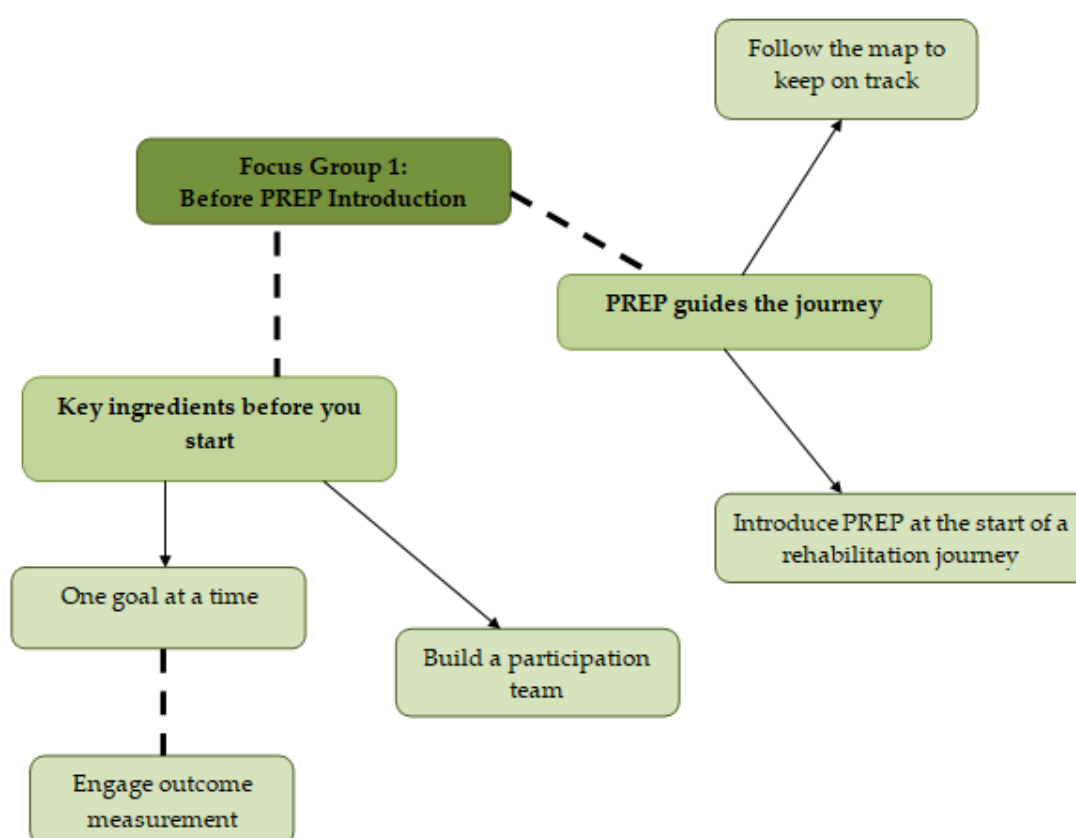 Follow the map to
keep on track
Focus Group 1:
Before PREP Introduction
PREP guides the journey
Key ingredients before you
start
Introduce PREP at the start of a
rehabilitation journey
One goal at a time
Build a participation
team
Engage outcome
measurement